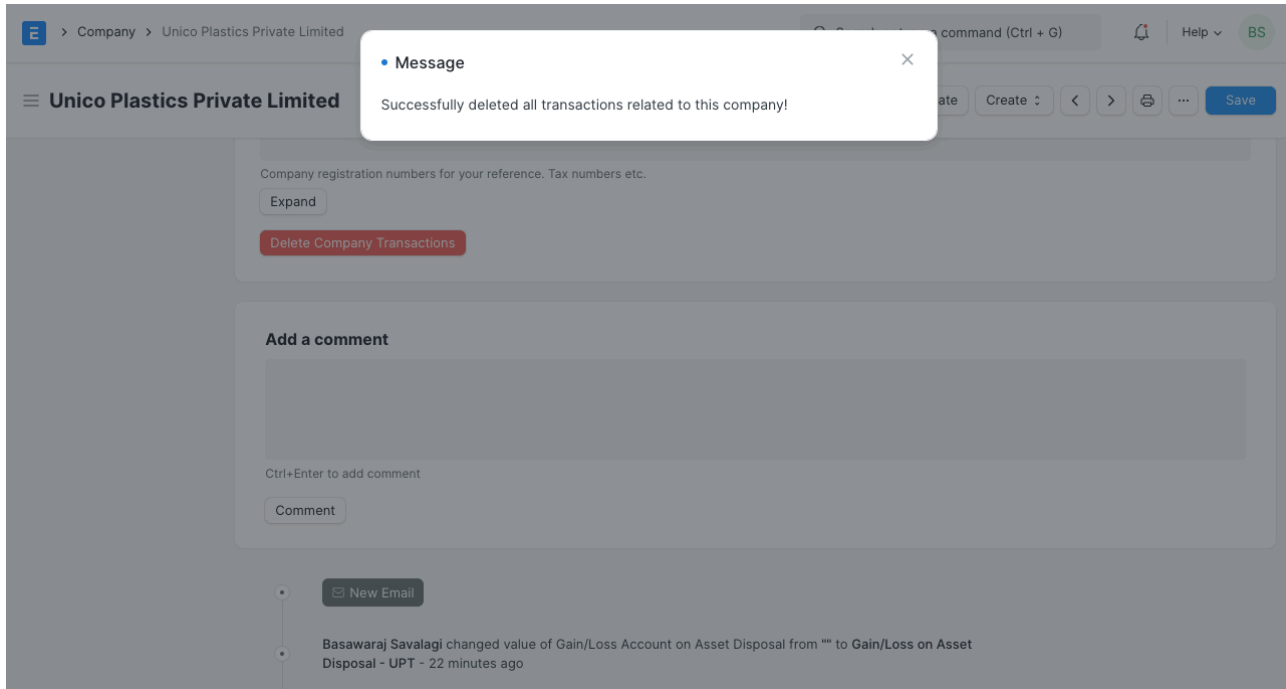 E > Company > Unico Plastics Private Limited
command (Ctrl + G)
Help
BS
Message
Successfully deleted all transactions related to this company!
Unico Plastics Private Limited
Create
...
Save
Company registration numbers for your reference. Tax numbers etc.
Expand
Delete Company Transactions
Add a comment
Ctrl+Enter to add comment
Comment
New Email
Basawaraj Savalagi changed value of Gain/Loss Account on Asset Disposal from "" to Gain/Loss on Asset
Disposal - UPT - 22 minutes ago